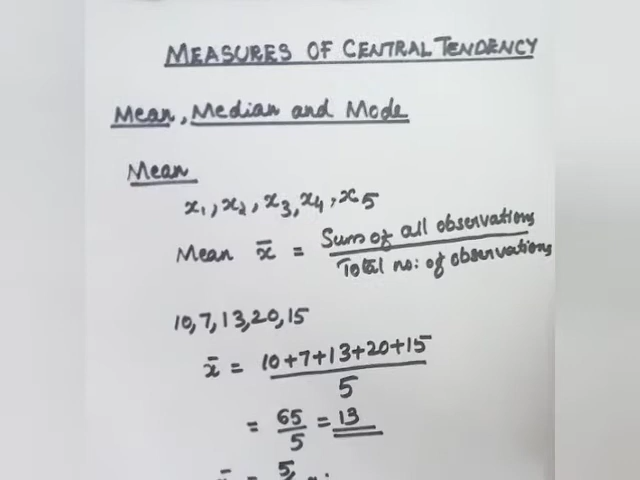 MEASURES OF CENTRAL TENDENCY
Mean, Median and Mode
Mean
x₁, x₂, x₃, x₄, x5
Mean x̄ = Sum of all observations / Total no: of observations
10, 7, 13, 20, 15
x̄ = 10+7+13+20+15 / 5
= 65/5 = 13
= 5